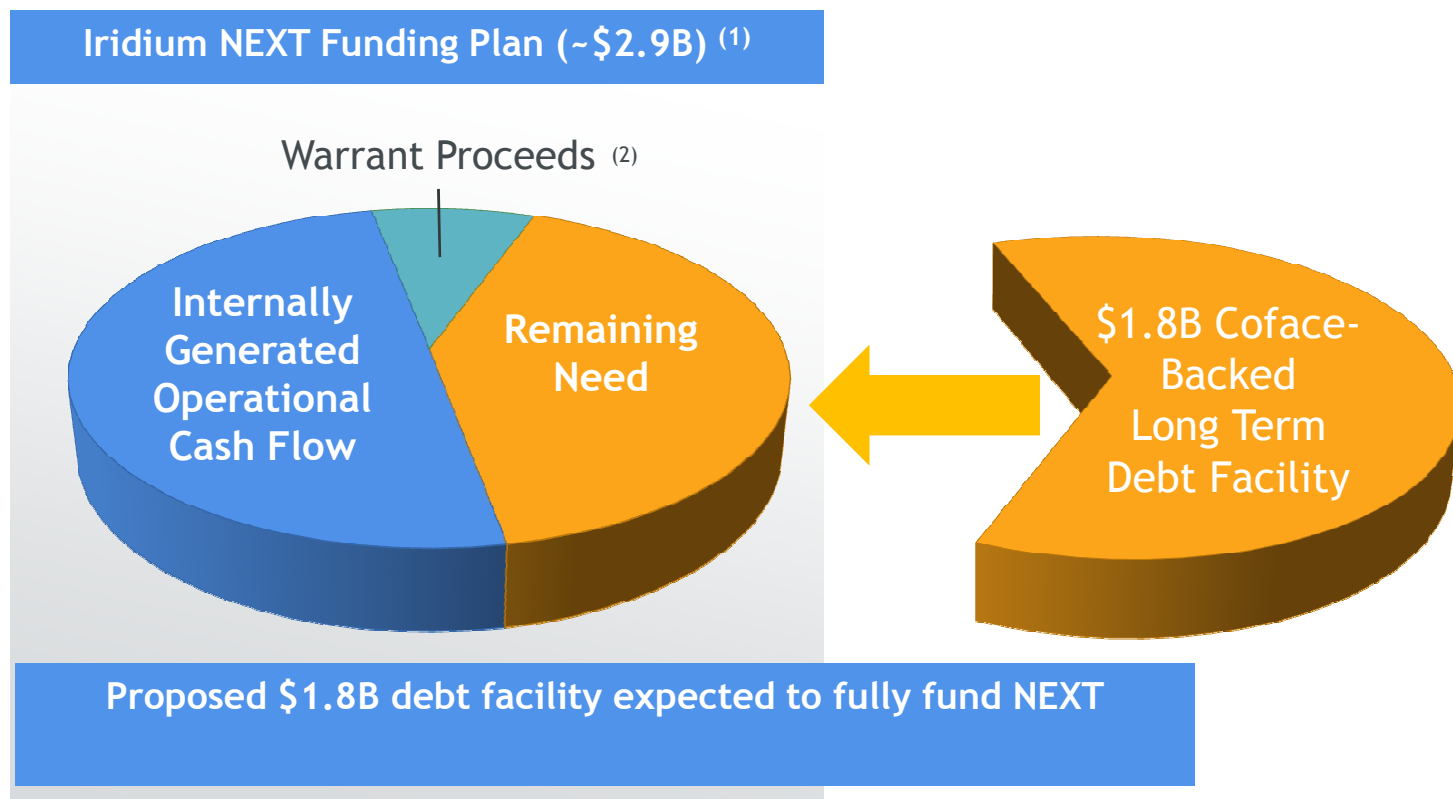 Iridium NEXT Funding Plan (~$2.9B) (1)
Warrant Proceeds (2)
Internally
Generated
Operational
Cash Flow
Remaining
Need
$1.8B Coface-
Backed
Long Term
Debt Facility
Proposed $1.8B debt facility expected to fully fund NEXT